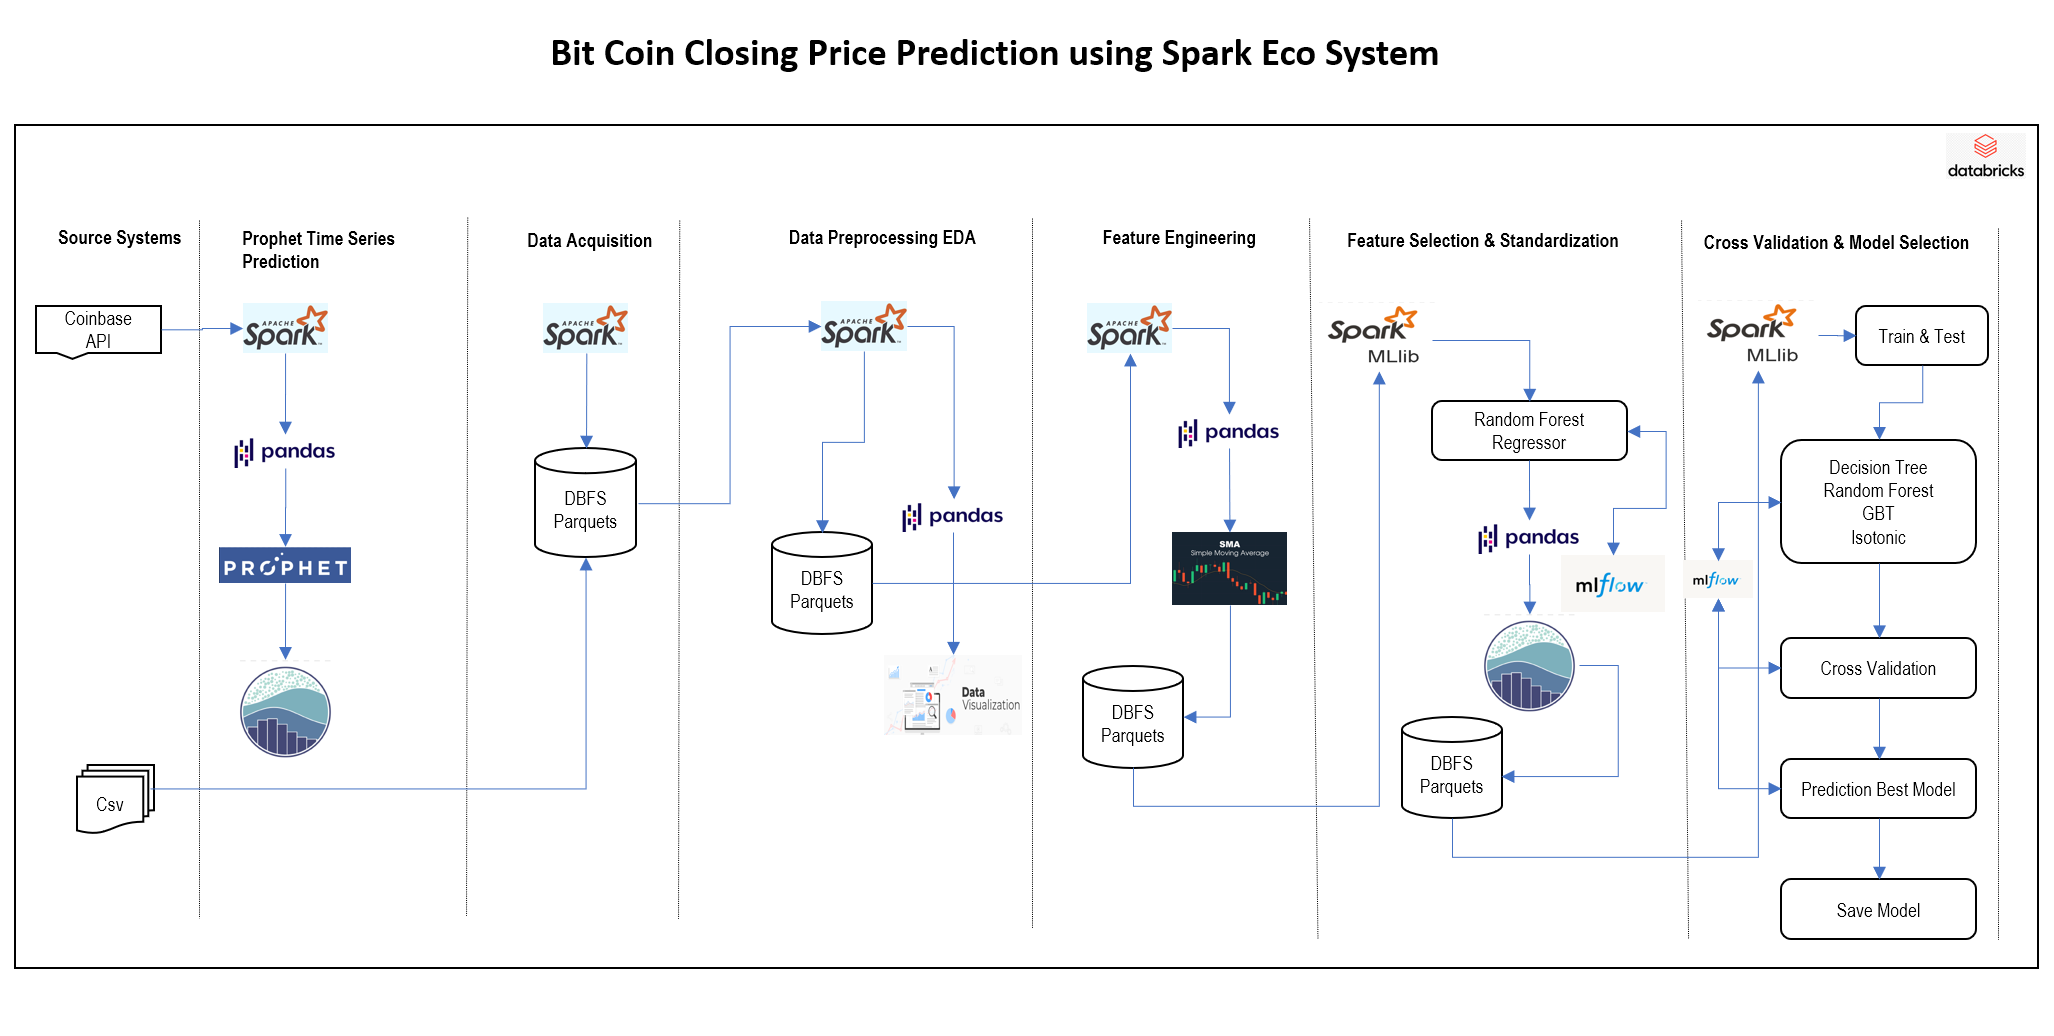 Bit Coin Closing Price Prediction using Spark Eco System
databricks
Source Systems
Prophet Time Series
Prediction
Data Acquisition
Data Preprocessing EDA
Feature Engineering
Feature Selection & Standardization
Cross Validation & Model Selection
Coinbase
API
Csv
APACHE
Spark
pandas
PROPHET
APACHE
Spark
DBFS
Parquets
APACHE
Spark
DBFS
Parquets
pandas
Data
Visualization
APACHE
Spark
pandas
SMA
Simple Moving Average
DBFS
Parquets
Spark
MLlib
Random Forest
Regressor
pandas
mlflow
DBFS
Parquets
Spark
MLlib
Train & Test
Decision Tree
Random Forest
GBT
Isotonic
mlflow
Cross Validation
Prediction Best Model
Save Model